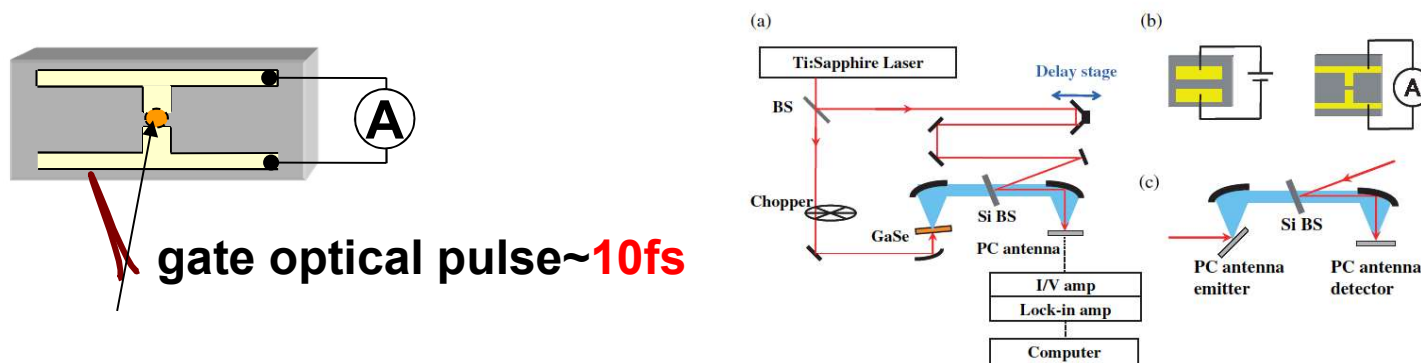 A
gate optical pulse~10fs
(a)
Ti:Sapphire Laser
Delay stage
BS
Chopper
GaSe
Si BS
PC antenna
I/V amp
Lock-in amp
Computer
(b)
A
(c)
Si BS
PC antenna
emitter
PC antenna
detector